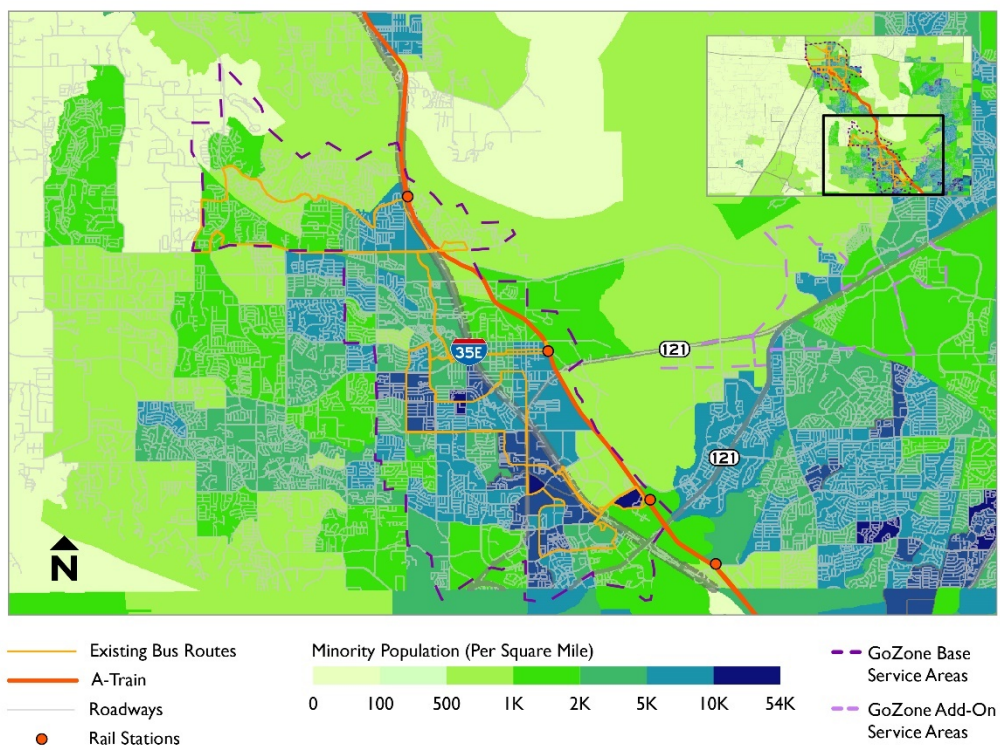 35E
121
121
N
Existing Bus Routes
A-Train
Roadways
Rail Stations
Minority Population (Per Square Mile)
0 100 500 1K 2K 5K 10K 54K
GoZone Base
Service Areas
GoZone Add-On
Service Areas